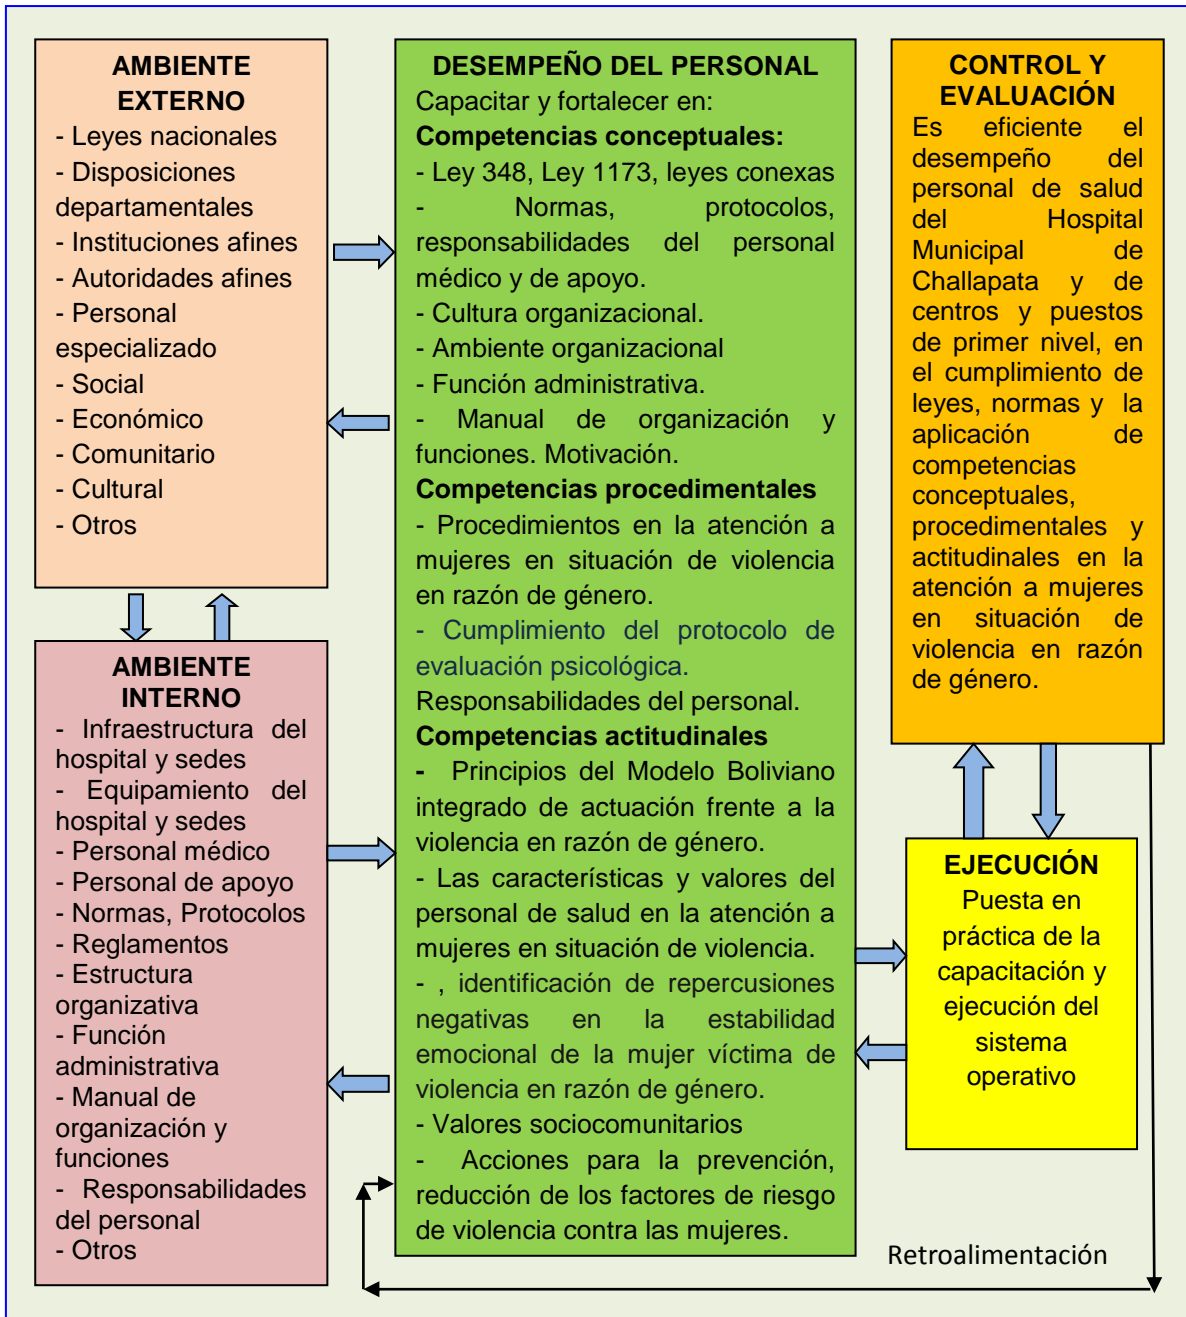 AMBIENTE
EXTERNO
- Leyes nacionales
- Disposiciones
departamentales
- Instituciones afines
- Autoridades afines
- Personal
especializado
- Social
- Económico
- Comunitario
- Cultural
- Otros
AMBIENTE
INTERNO
- Infraestructura del
hospital y sedes
- Equipamiento del
hospital y sedes
- Personal médico
- Personal de apoyo
- Normas, Protocolos
- Reglamentos
- Estructura
organizativa
- Función
administrativa
- Manual de
organización y
funciones
- Responsabilidades
del personal
- Otros
DESEMPEÑO DEL PERSONAL
Capacitar y fortalecer en:
Competencias conceptuales:
- Ley 348, Ley 1173, leyes conexas
- Normas, protocolos,
responsabilidades del personal
médico y de apoyo.
- Cultura organizacional.
- Ambiente organizacional
- Función administrativa.
- Manual de organización y
funciones. Motivación.
Competencias procedimentales
- Procedimientos en la atención a
mujeres en situación de violencia
en razón de género.
- Cumplimiento del protocolo de
evaluación psicológica.
Responsabilidades del personal.
Competencias actitudinales
- Principios del Modelo Boliviano
integrado de actuación frente a la
violencia en razón de género.
- Las características y valores del
personal de salud en la atención a
mujeres en situación de violencia.
- , identificación de repercusiones
negativas en la estabilidad
emocional de la mujer víctima de
violencia en razón de género.
- Valores sociocomunitarios
- Acciones para la prevención,
reducción de los factores de riesgo
de violencia contra las mujeres.
CONTROL Y
EVALUACIÓN
Es eficiente el
desempeño del
personal de salud
del Hospital
Municipal de
Challapata y de
centros y puestos
de primer nivel, en
el cumplimiento de
leyes, normas y la
aplicación de
competencias
conceptuales,
procedimentales y
actitudinales en la
atención a mujeres
en situación de
violencia en razón
de género.
EJECUCIÓN
Puesta en
práctica de la
capacitación y
ejecución del
sistema
operativo
Retroalimentación